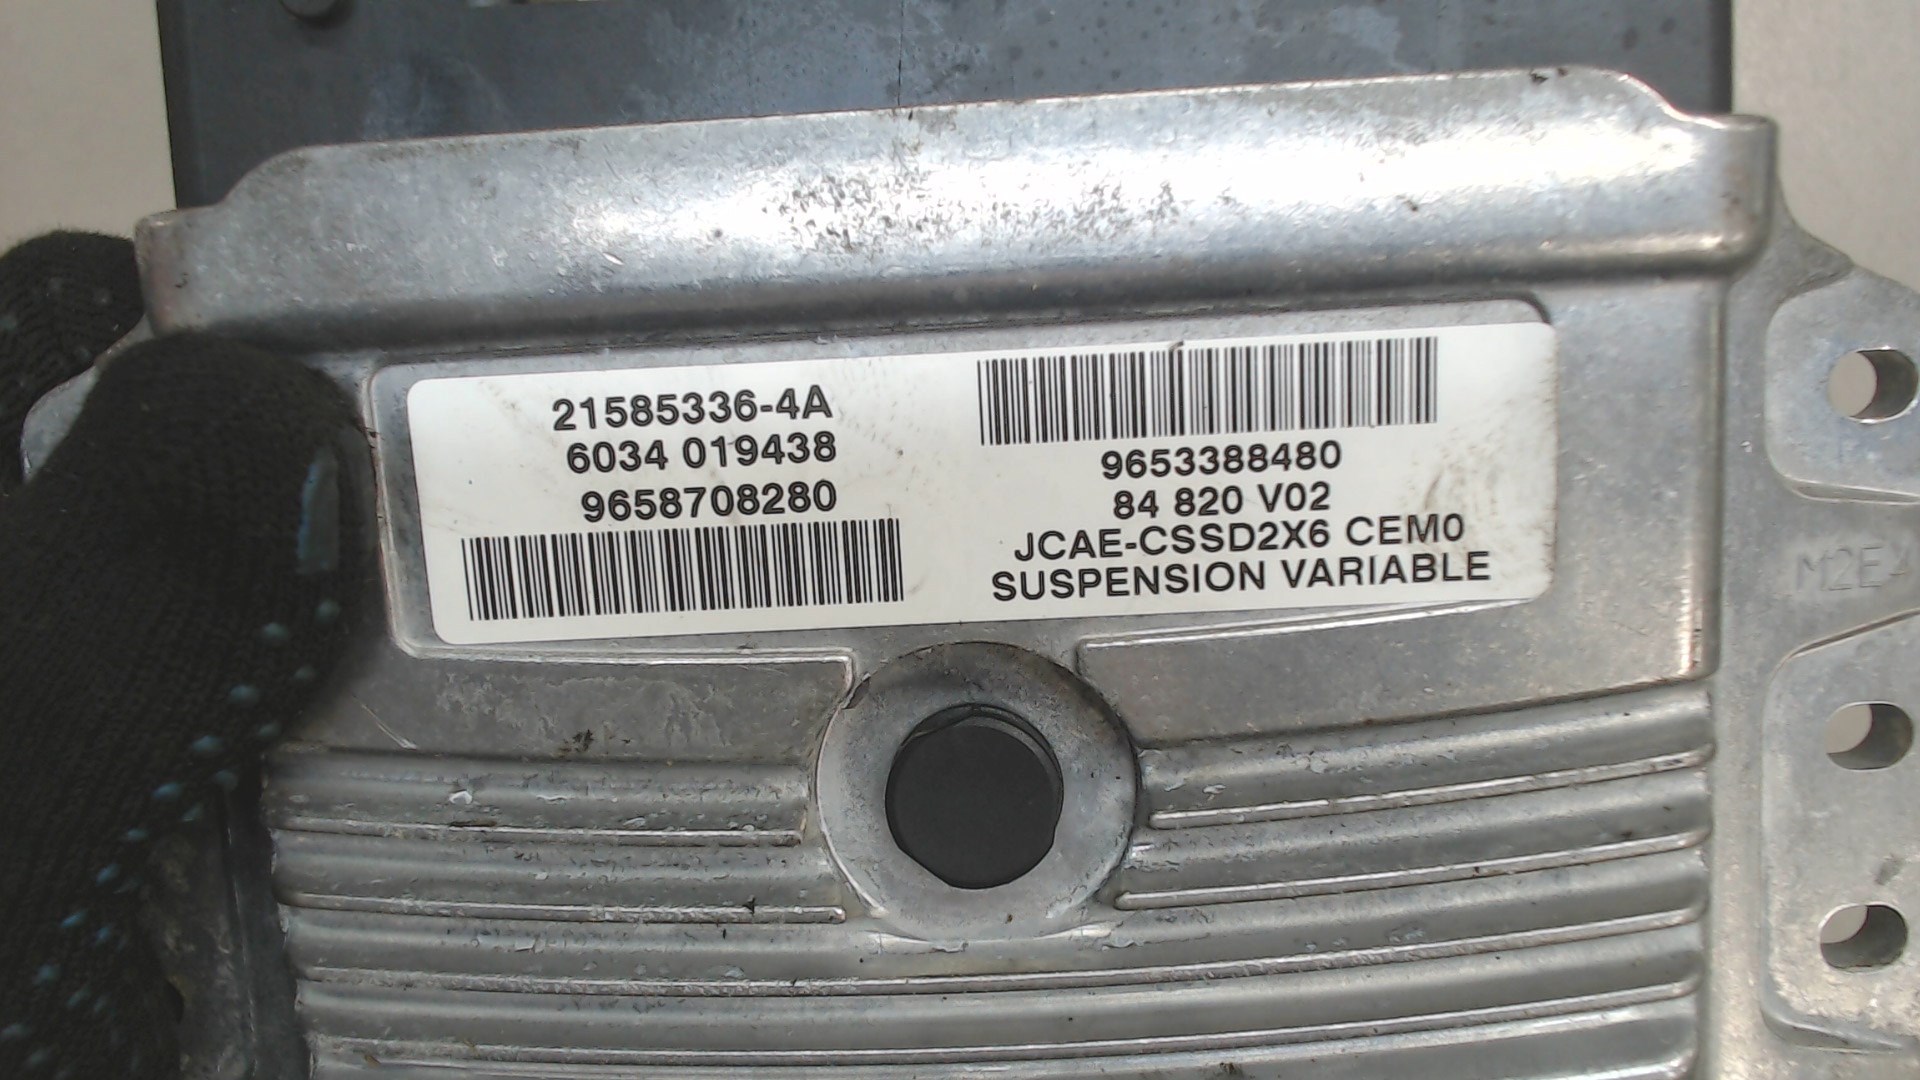 21585336-4A
6034 019438
9658708280
9653388480
84 820 V02
JCAE-CSSD2X6 CEM0
SUSPENSION VARIABLE